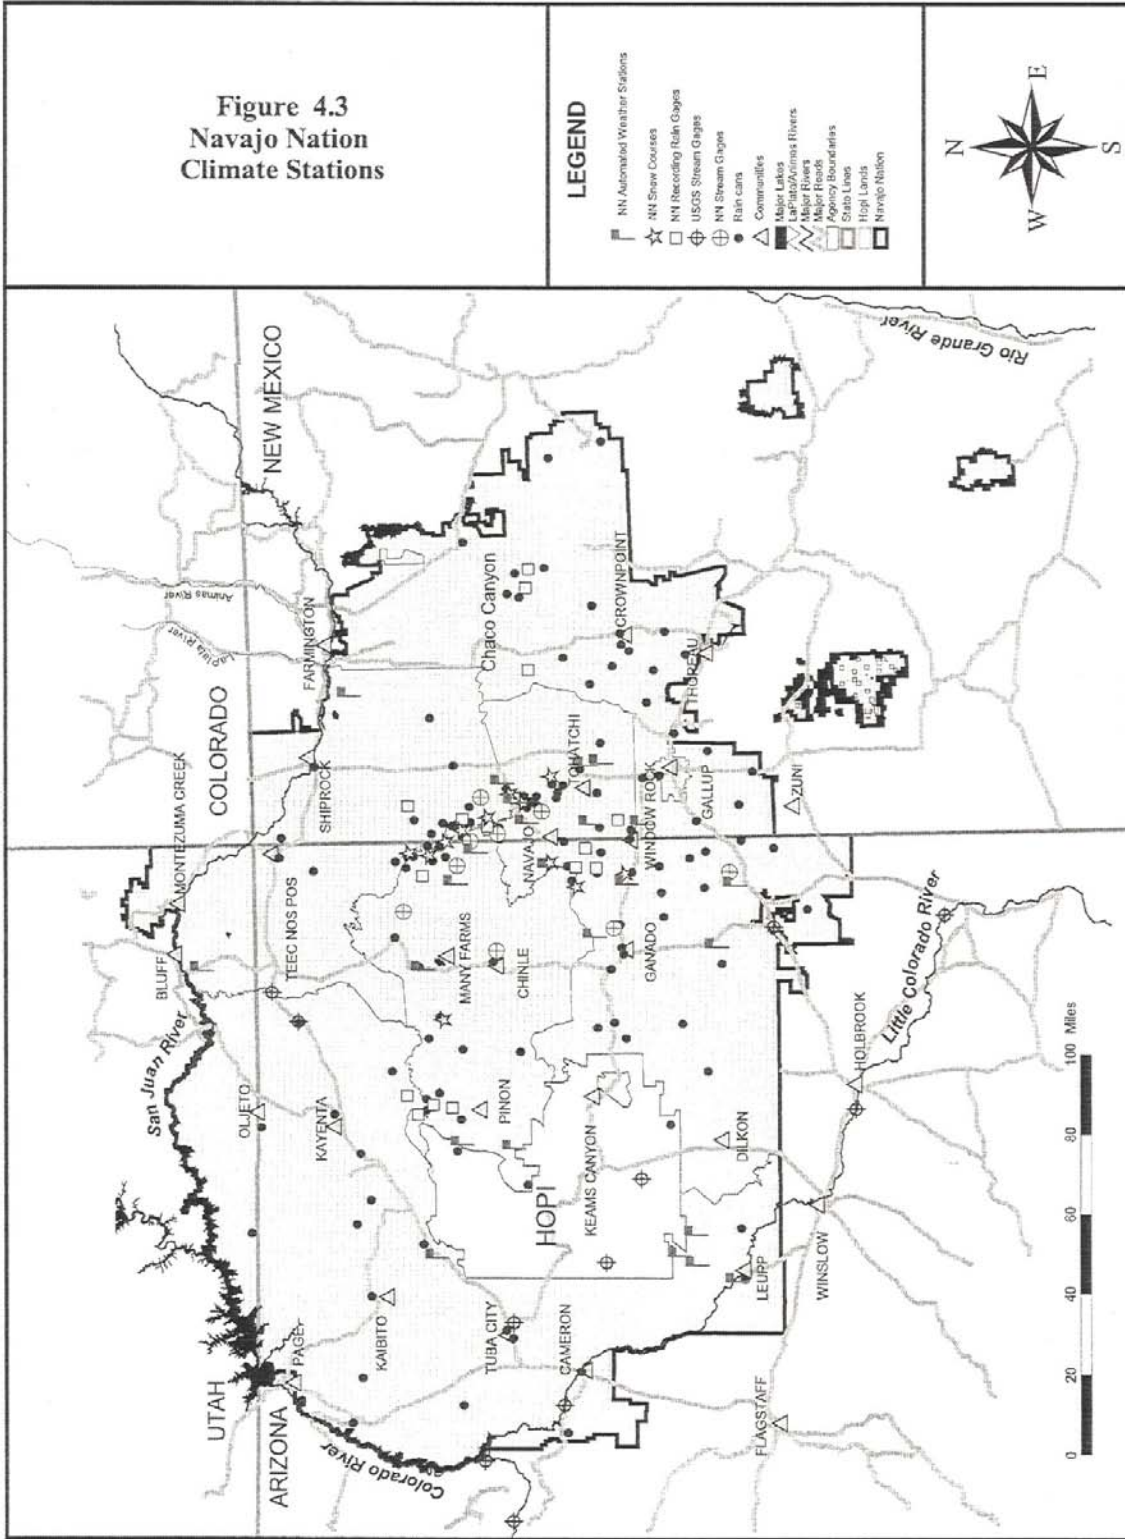 Figure 4.3
Navajo Nation
Climate Stations
LEGEND
NN Automated Weather Stations
NN Snow Courses
NN Recording Rain Gages
USGS Stream Gages
NN Stream Gages
Rain cans
Communities
Major Lakes
LaPlata/Animos Rivers
Major Rivers
Major Roads
Agency Boundaries
State Lines
Hopi Lands
Navajo Nation
N
W
E
S
UTAH
ARIZONA
COLORADO
NEW MEXICO
San Juan River
Colorado River
LaPlata River
Animas River
Rio Grande River
Little Colorado River
MONTEZUMA CREEK
BLUFF
TEEC NOS POS
SHIPROCK
FARMINGTON
OLJETO
KAYENTA
PAGE
KAIBITO
TUBA CITY
CAMERON
HOPI
PINON
KEAMS CANYON
MANY FARMS
CHINLE
NAVAJO
TOHATCHI
Chaco Canyon
CROWNPOINT
THOREAU
WINDOW ROCK
GALLUP
ZUNI
GANADO
DILKON
LEUPP
WINSLOW
HOLBROOK
FLAGSTAFF
0
20
40
60
80
100 Miles